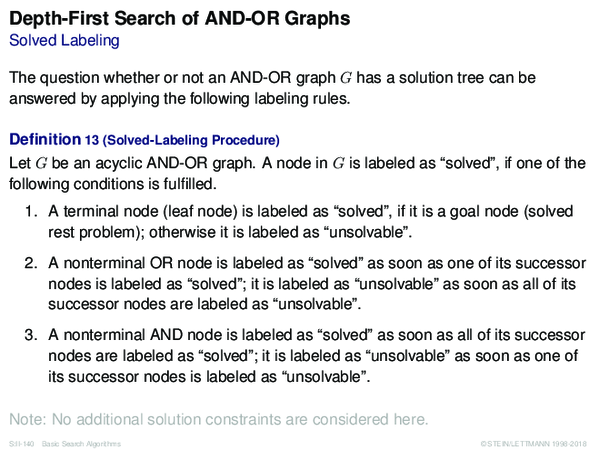 Depth-First Search of AND-OR Graphs
Solved Labeling
The question whether or not an AND-OR graph G has a solution tree can be
answered by applying the following labeling rules.
Definition 13 (Solved-Labeling Procedure)
Let G be an acyclic AND-OR graph. A node in G is labeled as “solved”, if one of the
following conditions is fulfilled.
1. A terminal node (leaf node) is labeled as “solved”, if it is a goal node (solved
rest problem); otherwise it is labeled as “unsolvable”.
2. A nonterminal OR node is labeled as “solved” as soon as one of its successor
nodes is labeled as “solved”; it is labeled as “unsolvable” as soon as all of its
successor nodes are labeled as “unsolvable”.
3. A nonterminal AND node is labeled as “solved” as soon as all of its successor
nodes are labeled as “solved”; it is labeled as “unsolvable” as soon as one of
its successor nodes is labeled as “unsolvable”.
Note: No additional solution constraints are considered here.
S:II-140 Basic Search Algorithms ©STEIN/LETTMANN 1998-2018